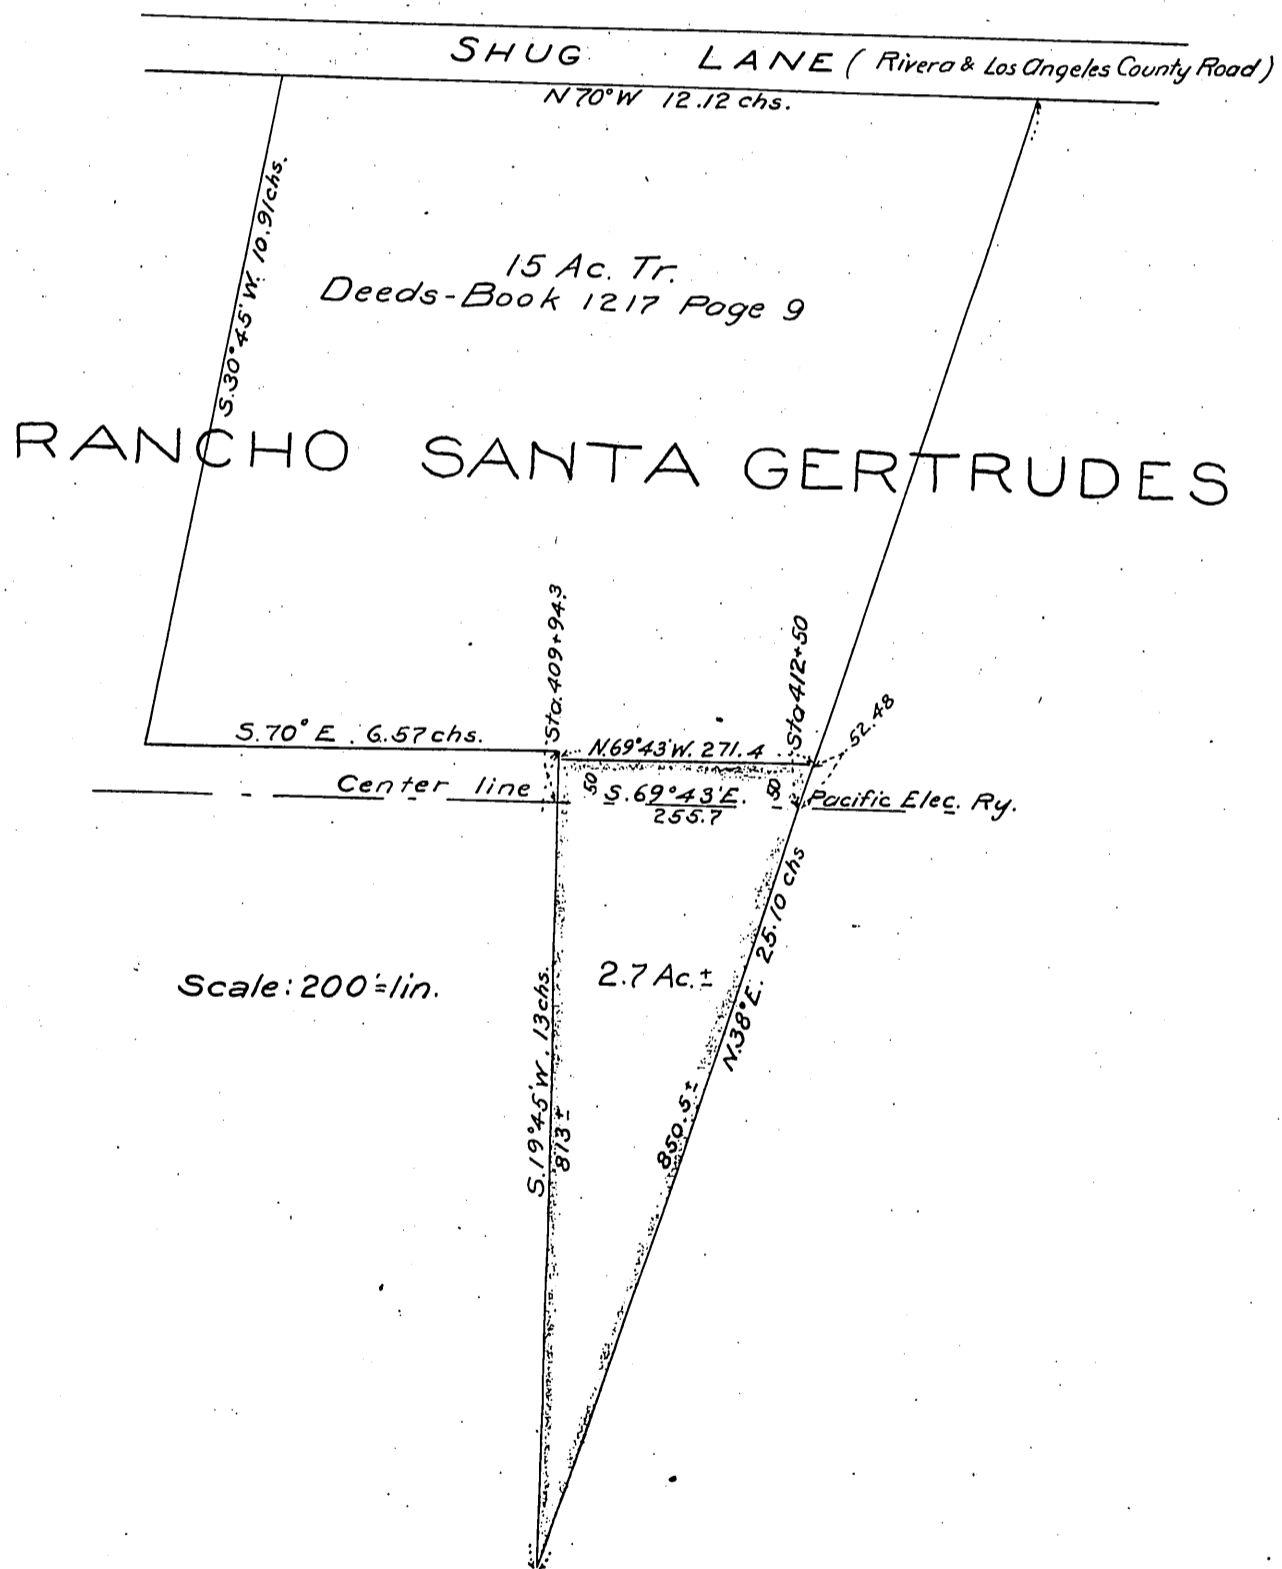 SHUG LANE ( Rivera & Los Angeles County Road )
N 70° W 12.12 chs.
S. 30° 45' W. 10.91 chs.
15 Ac. Tr.
Deeds - Book 1217 Page 9
RANCHO SANTA GERTRUDES
Sta. 409+94.3
Sta 412+50
52.48
S. 70° E. 6.57 chs.
N. 69° 43' W. 271.4
Center line
50
S. 69° 43' E.
255.7
50
Pacific Elec. Ry.
N. 38° E. 25.10 chs
850.5 ±
2.7 Ac. ±
Scale: 200' = 1in.
S. 19° 45' W. 13 chs.
813 ±